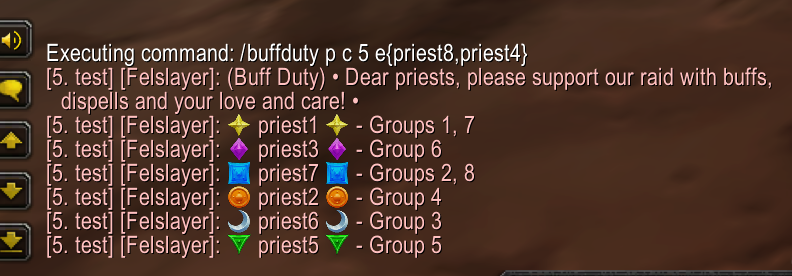 Executing command: /buffduty p c 5 e{priest8,priest4}
[5. test] [Felslayer]: (Buff Duty) • Dear priests, please support our raid with buffs,
dispells and your love and care! •
[5. test] [Felslayer]: priest1 - Groups 1, 7
[5. test] [Felslayer]: priest3 - Group 6
[5. test] [Felslayer]: priest7 - Groups 2, 8
[5. test] [Felslayer]: priest2 - Group 4
[5. test] [Felslayer]: priest6 - Group 3
[5. test] [Felslayer]: priest5 - Group 5